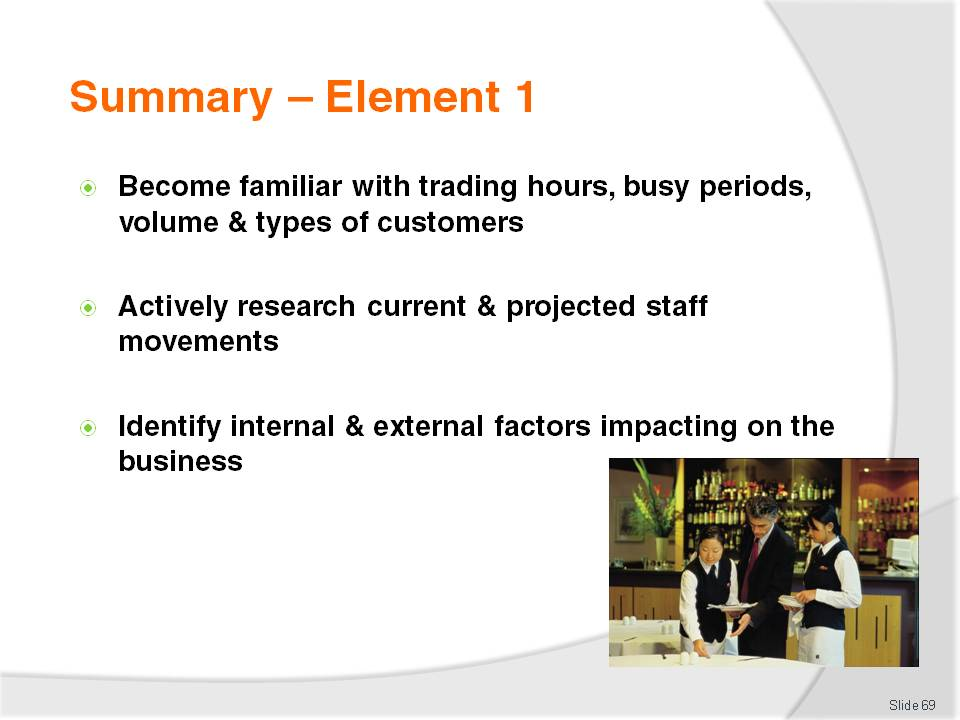 Summary – Element 1
Become familiar with trading hours, busy periods,
volume & types of customers
Actively research current & projected staff
movements
Identify internal & external factors impacting on the
business
Slide 69